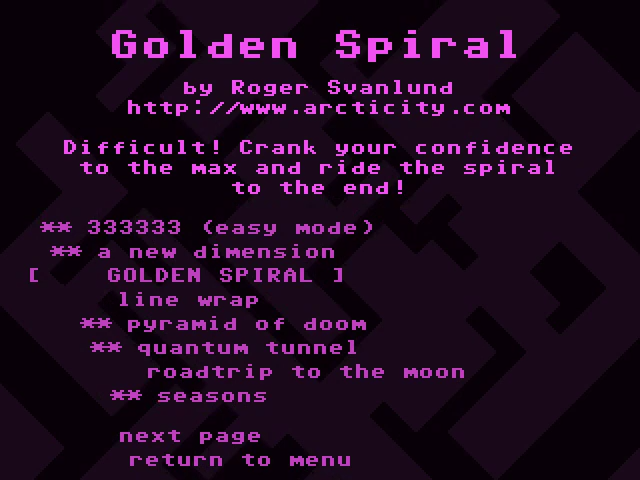 Golden Spiral
by Roger Svanlund
http://www.arcticity.com
Difficult! Crank your confidence
to the max and ride the spiral
to the end!
** 333333 (easy mode)
** a new dimension
[ GOLDEN SPIRAL ]
line wrap
** pyramid of doom
** quantum tunnel
roadtrip to the moon
** seasons
next page
return to menu